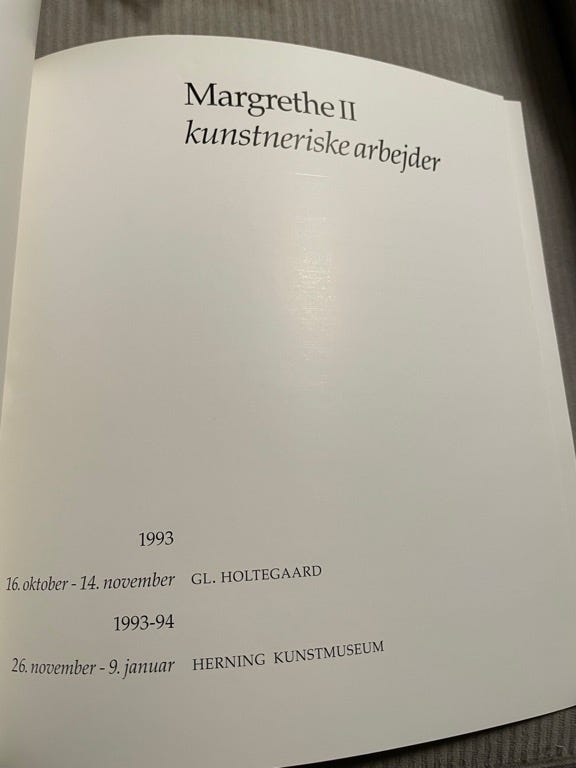 Margrethe II
kunstneriske arbejder
1993
16. oktober - 14. november GL. HOLTEGAARD
1993-94
26. november - 9. januar HERNING KUNSTMUSEUM